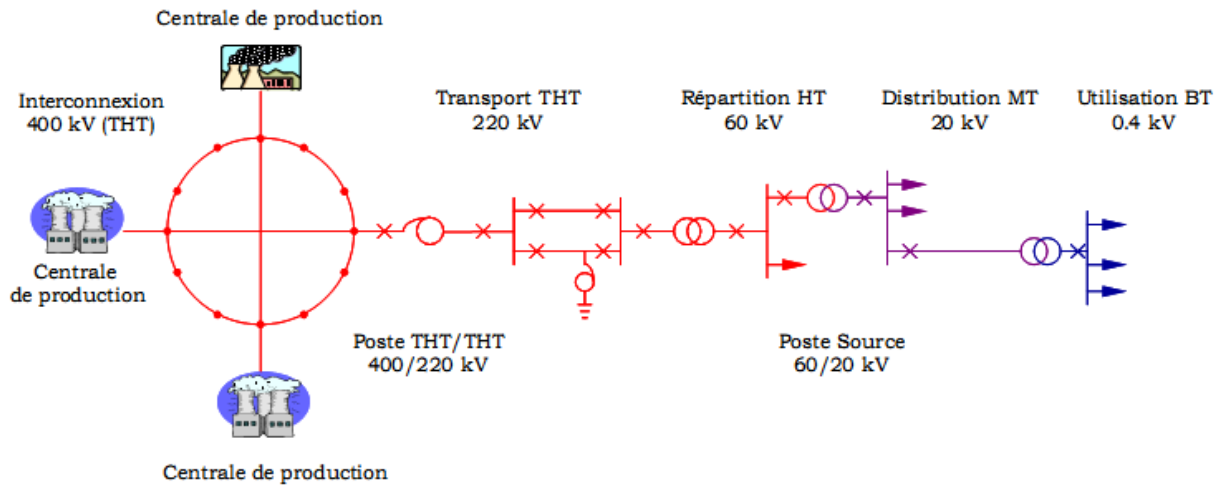 Centrale de production
Interconnexion
400 kV (THT)
Transport THT
220 kV
Répartition HT
60 kV
Distribution MT
20 kV
Utilisation BT
0.4 kV
Centrale
de production
Poste THT/THT
400/220 kV
Poste Source
60/20 kV
Centrale de production